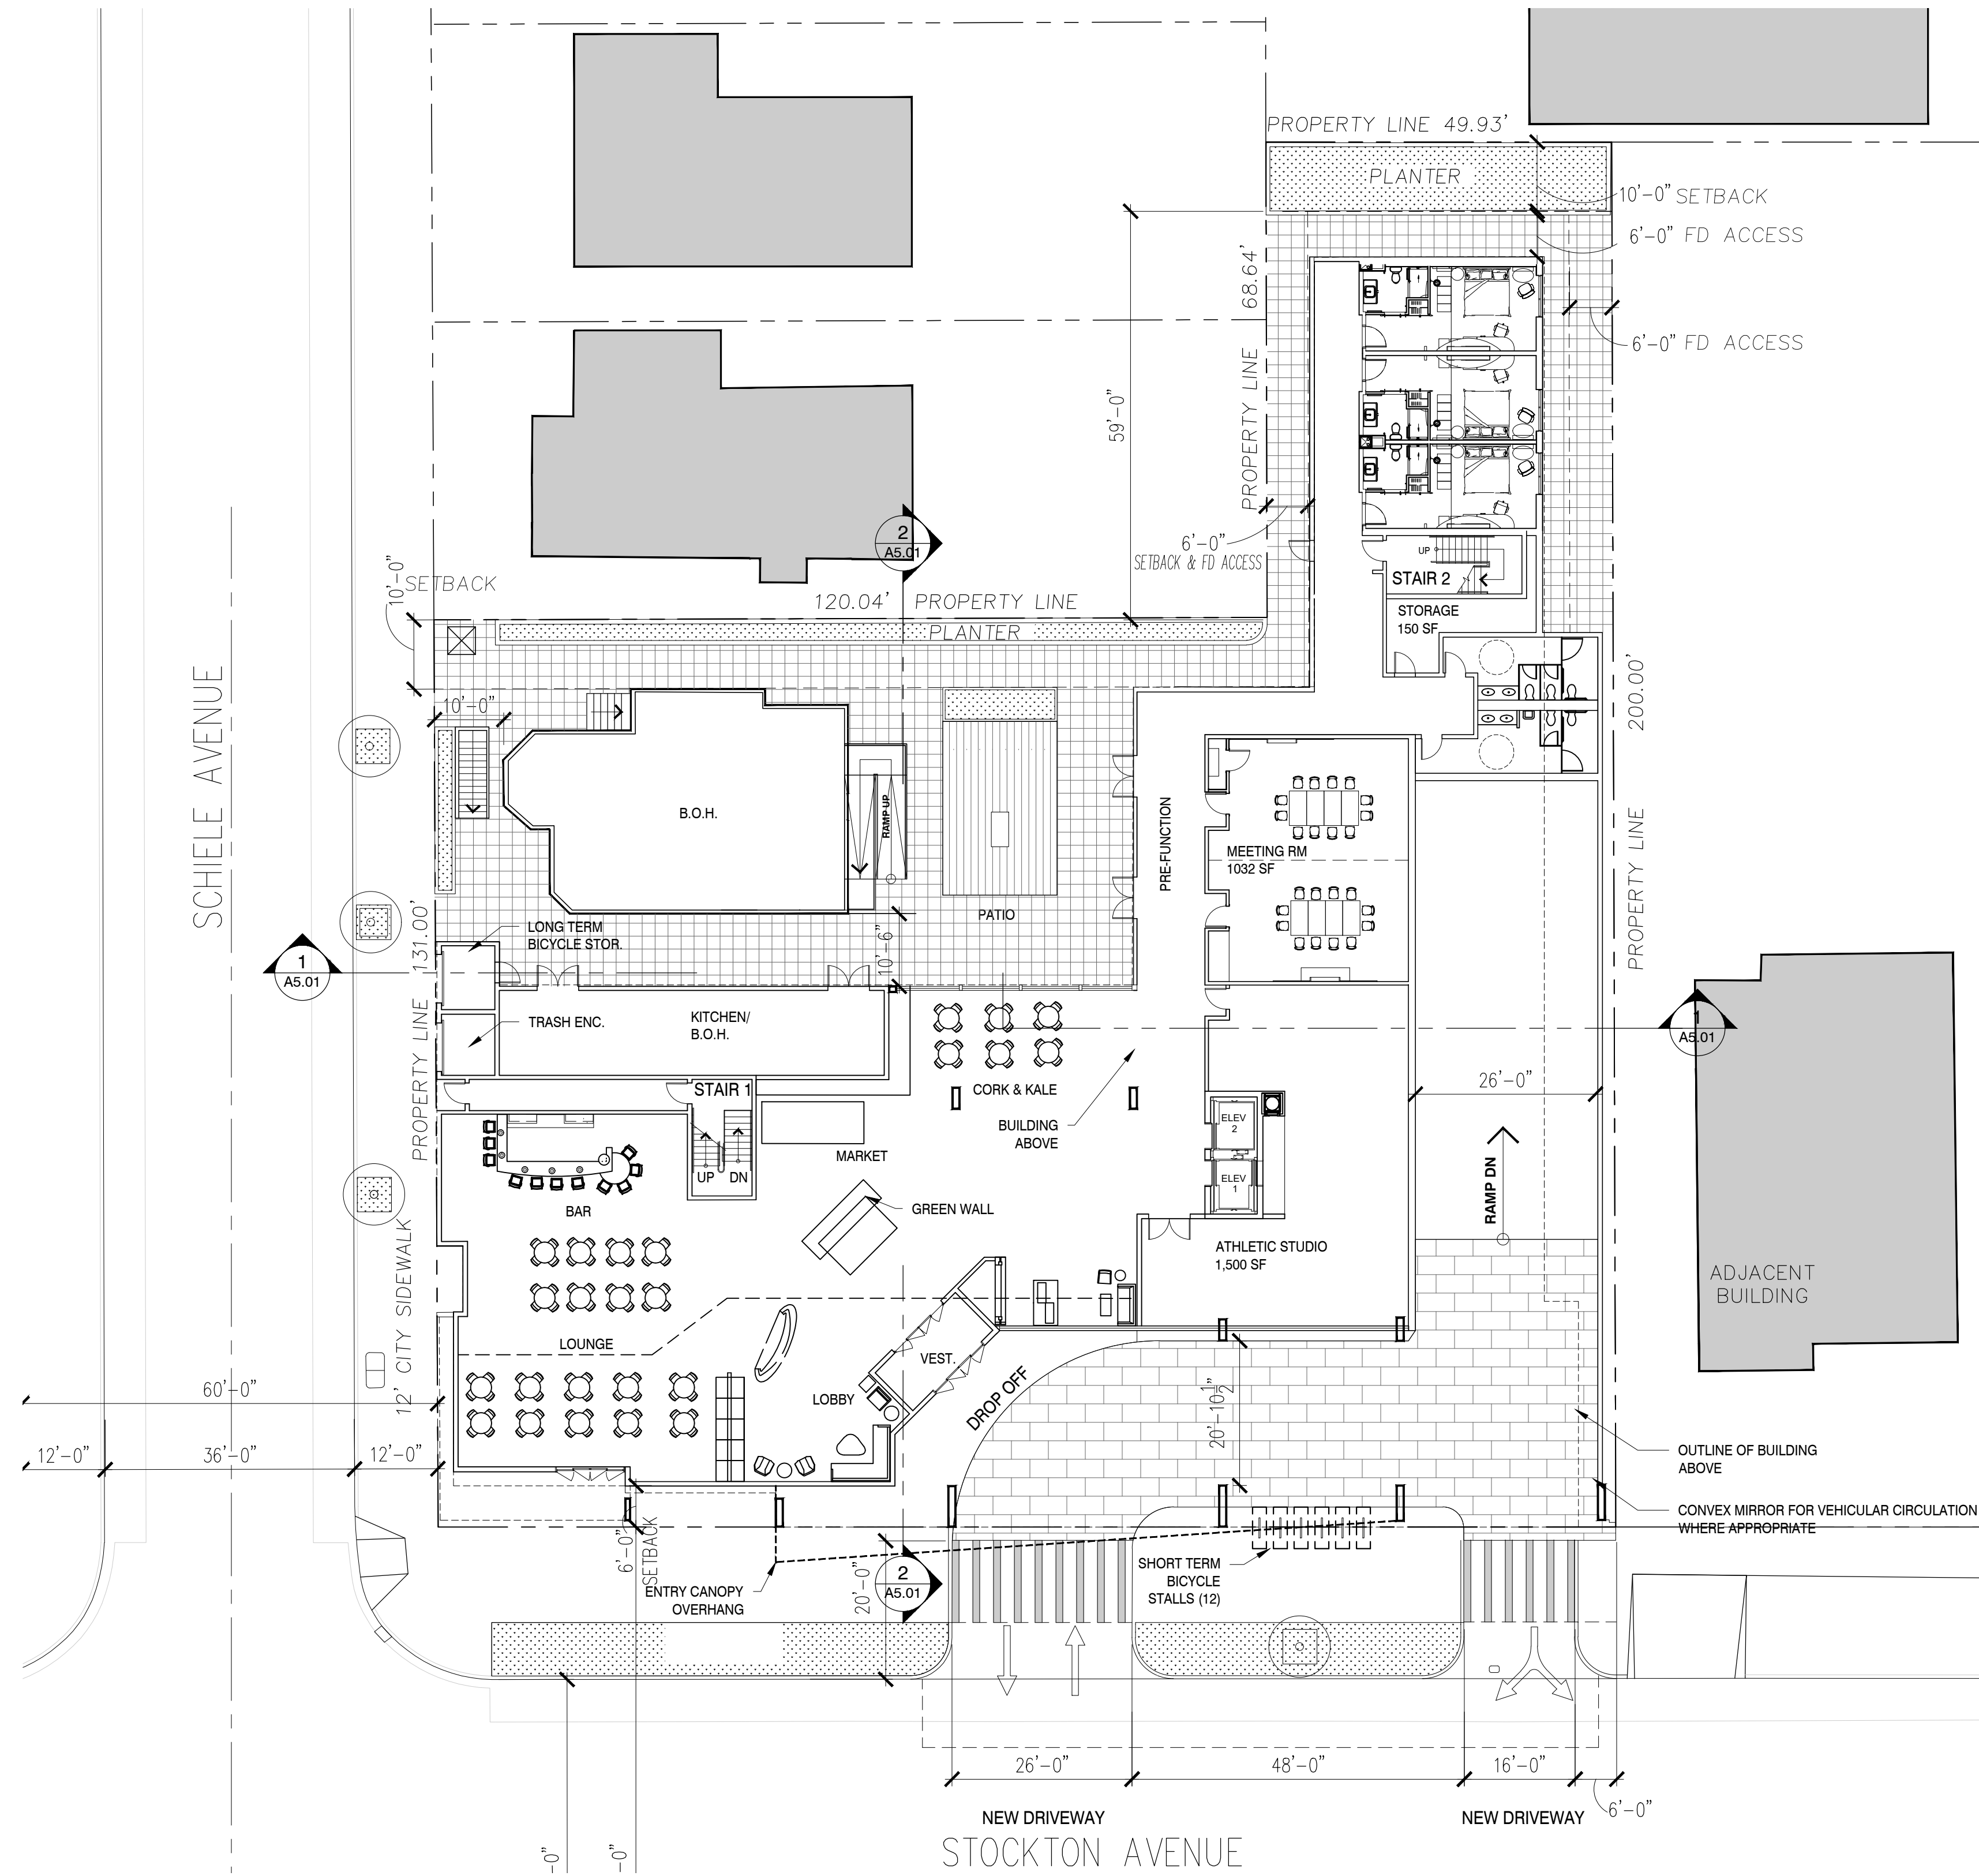 PROPERTY LINE 49.93'
PLANTER
10'-0" SETBACK
6'-0" FD ACCESS
68.64'
PROPERTY LINE
6'-0" FD ACCESS
59'-0"
2
A5.01
6'-0"
SETBACK & FD ACCESS
UP
STAIR 2
STORAGE
150 SF
10'-0"
SETBACK
120.04' PROPERTY LINE
PLANTER
SCHIELE AVENUE
200.00'
PROPERTY LINE
10'-0"
B.O.H.
RAMP UP
PRE-FUNCTION
MEETING RM
1032 SF
PATIO
LONG TERM
BICYCLE STOR.
10'-6"
1
A5.01
PROPERTY LINE 131.00'
TRASH ENC.
KITCHEN/
B.O.H.
1
A5.01
26'-0"
STAIR 1
CORK & KALE
BUILDING
ABOVE
ELEV
2
ELEV
1
MARKET
UP DN
RAMP DN
BAR
GREEN WALL
ATHLETIC STUDIO
1,500 SF
ADJACENT
BUILDING
12' CITY SIDEWALK
LOUNGE
VEST.
LOBBY
DROP OFF
20'-10 1/2"
60'-0"
12'-0"
36'-0"
12'-0"
OUTLINE OF BUILDING
ABOVE
CONVEX MIRROR FOR VEHICULAR CIRCULATION
WHERE APPROPRIATE
6'-0"
SETBACK
ENTRY CANOPY
OVERHANG
20'-0"
2
A5.01
SHORT TERM
BICYCLE
STALLS (12)
26'-0"
48'-0"
16'-0"
6'-0"
NEW DRIVEWAY
NEW DRIVEWAY
-0"
-0"
STOCKTON AVENUE